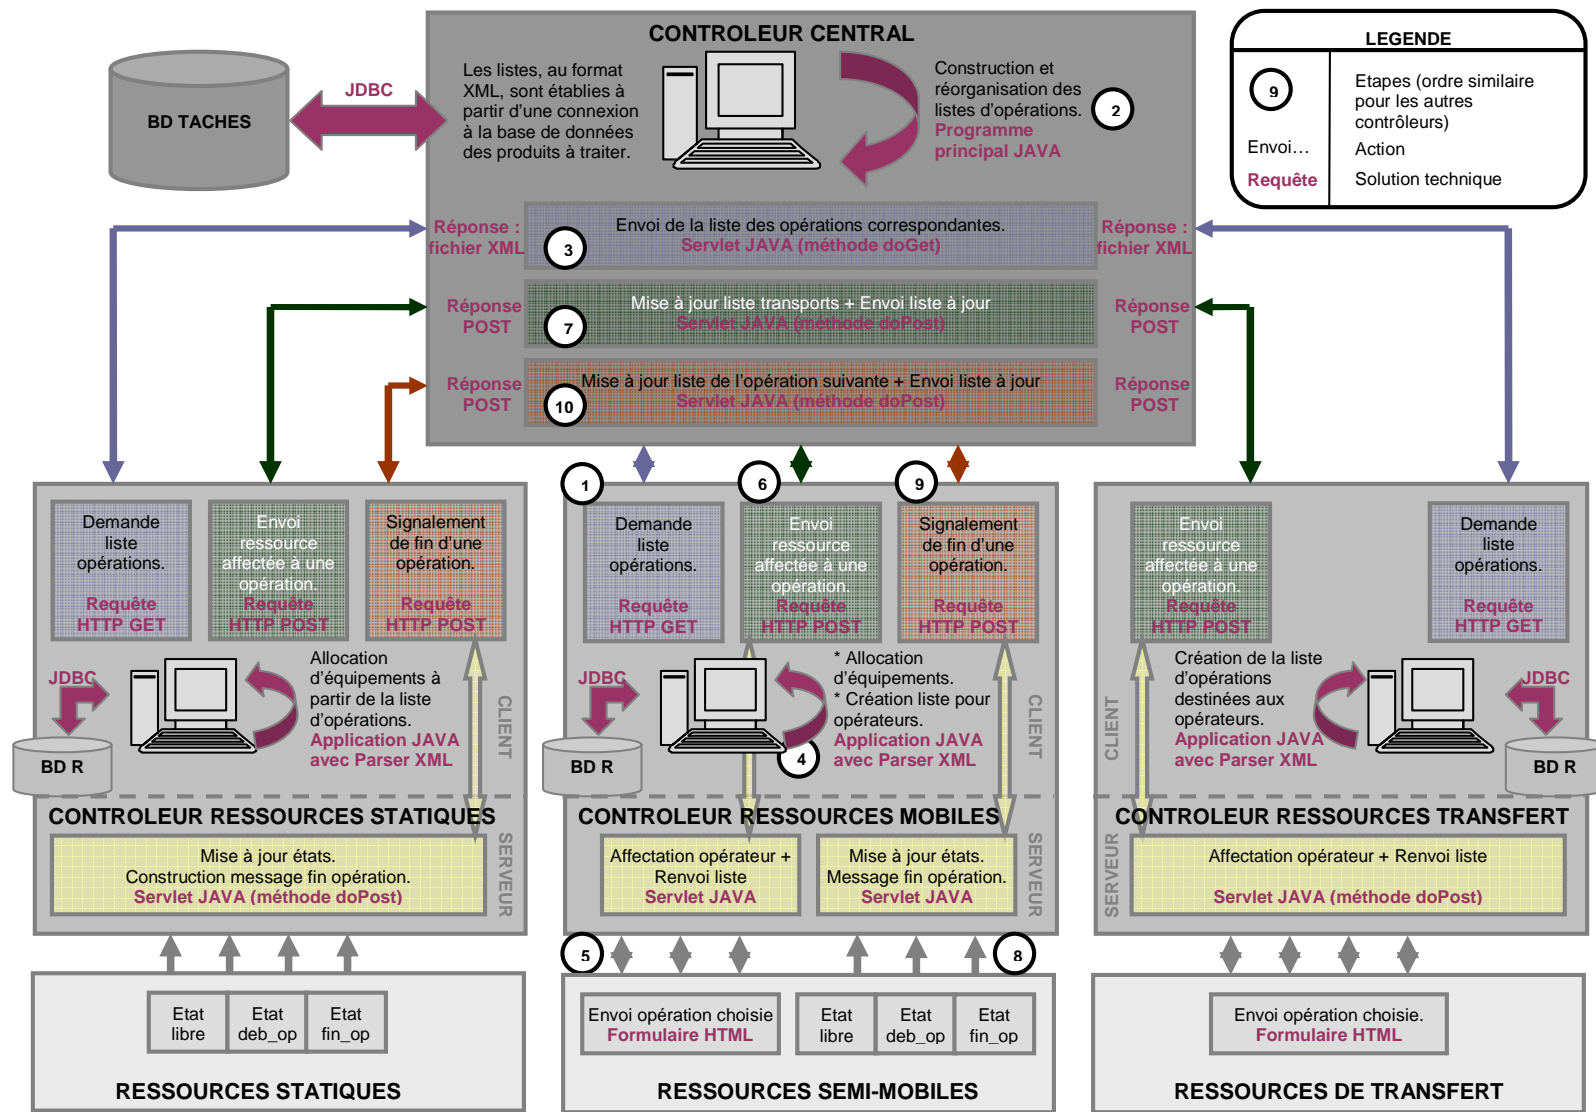 CONTROLEUR CENTRAL
BD TACHES
JDBC
Les listes, au format
XML, sont établies à
partir d'une connexion
à la base de données
des produits à traiter.
Construction et
réorganisation des
listes d'opérations.
Programme
principal JAVA
2
LEGENDE
9
Etapes (ordre similaire
pour les autres
contrôleurs)
Envoi…
Action
Requête
Solution technique
Réponse :
fichier XML
3
Envoi de la liste des opérations correspondantes.
Servlet JAVA (méthode doGet)
Réponse :
fichier XML
Réponse
POST
7
Mise à jour liste transports + Envoi liste à jour
Servlet JAVA (méthode doPost)
Réponse
POST
Réponse
POST
10
Mise à jour liste de l'opération suivante + Envoi liste à jour
Servlet JAVA (méthode doPost)
Réponse
POST
Demande
liste
opérations.
Requête
HTTP GET
Envoi
ressource
affectée à une
opération.
Requête
HTTP POST
Signalement
de fin d'une
opération.
Requête
HTTP POST
JDBC
BD R
Allocation
d'équipements à
partir de la liste
d'opérations.
Application JAVA
avec Parser XML
CLIENT
CONTROLEUR RESSOURCES STATIQUES
Mise à jour états.
Construction message fin opération.
Servlet JAVA (méthode doPost)
SERVEUR
Etat
libre
Etat
deb_op
Etat
fin_op
RESSOURCES STATIQUES
1
6
9
Demande
liste
opérations.
Requête
HTTP GET
Envoi
ressource
affectée à une
opération.
Requête
HTTP POST
Signalement
de fin d'une
opération.
Requête
HTTP POST
JDBC
BD R
* Allocation
d'équipements.
* Création liste pour
opérateurs.
Application JAVA
avec Parser XML
4
CLIENT
CONTROLEUR RESSOURCES MOBILES
Affectation opérateur +
Renvoi liste
Servlet JAVA
Mise à jour états.
Message fin opération.
Servlet JAVA
SERVEUR
5
8
Envoi opération choisie
Formulaire HTML
Etat
libre
Etat
deb_op
Etat
fin_op
RESSOURCES SEMI-MOBILES
Envoi
ressource
affectée à une
opération.
Requête
HTTP POST
Demande
liste
opérations.
Requête
HTTP GET
Création de la liste
d'opérations
destinées aux
opérateurs.
Application JAVA
avec Parser XML
JDBC
BD R
CLIENT
CONTROLEUR RESSOURCES TRANSFERT
SERVEUR
Affectation opérateur + Renvoi liste
Servlet JAVA (méthode doPost)
Envoi opération choisie.
Formulaire HTML
RESSOURCES DE TRANSFERT